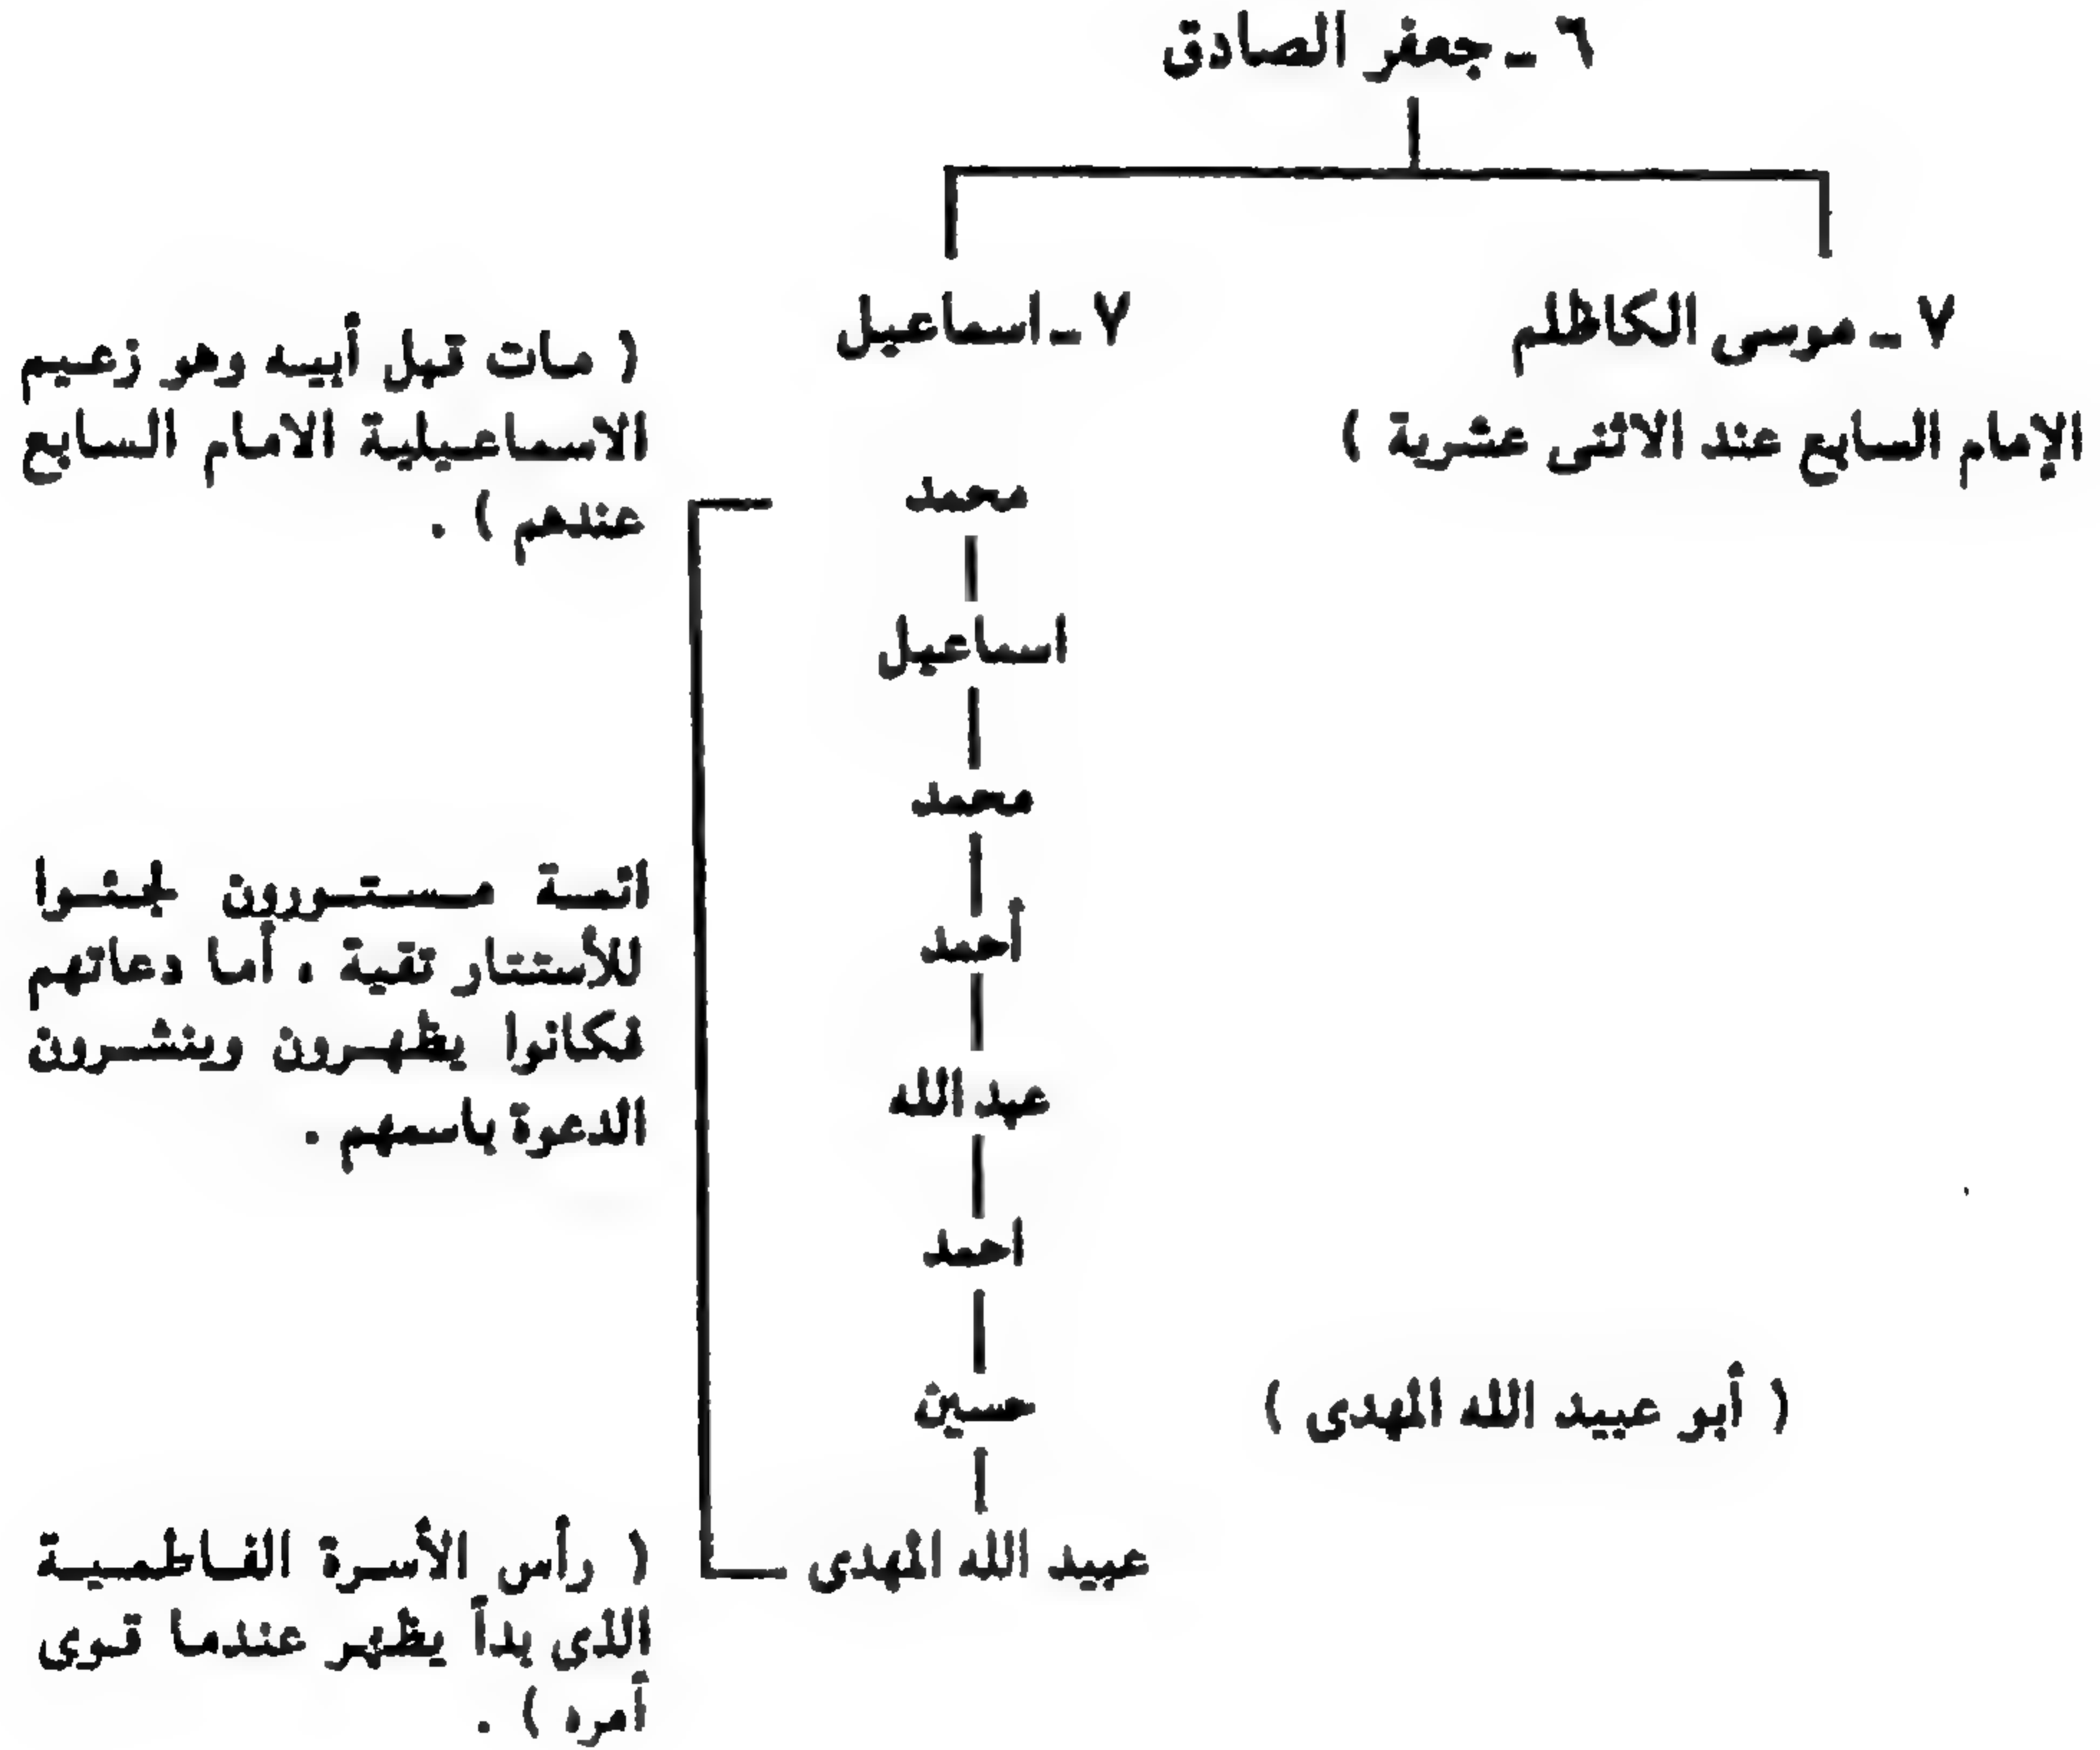 ٦ ـ جعفر الصادق
٧ ـ موسى الكاظم
الإمام السابع عند الاثنى عشرية )
٧ ـ اسماعيل
( مات قبل أبيه وهو زعيم
الاسماعيلية الامام السابع
عندهم ) .
محمد
اسماعيل
محمد
أحمد
عبد الله
احمد
حسين
( أبو عبيد الله المهدى )
عبيد الله المهدى
ائمة مستورون لجئوا
للأستتار تقية ، أما دعاتهم
فكانوا يظهرون وينشرون
الدعوة باسمهم .
( رأس الأسرة الفاطمية
الذى بدأ يظهر عندما قوى
أمره ) .